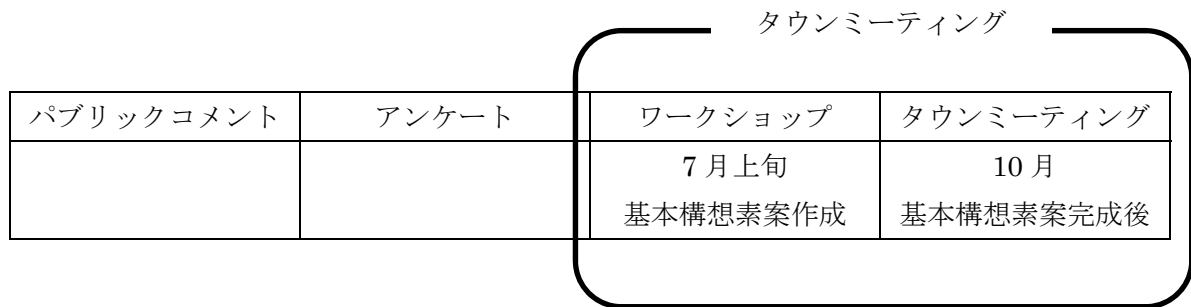 タウンミーティング
パブリックコメント アンケート ワークショップ タウンミーティング
7月上旬 10月
基本構想素案作成 基本構想素案完成後